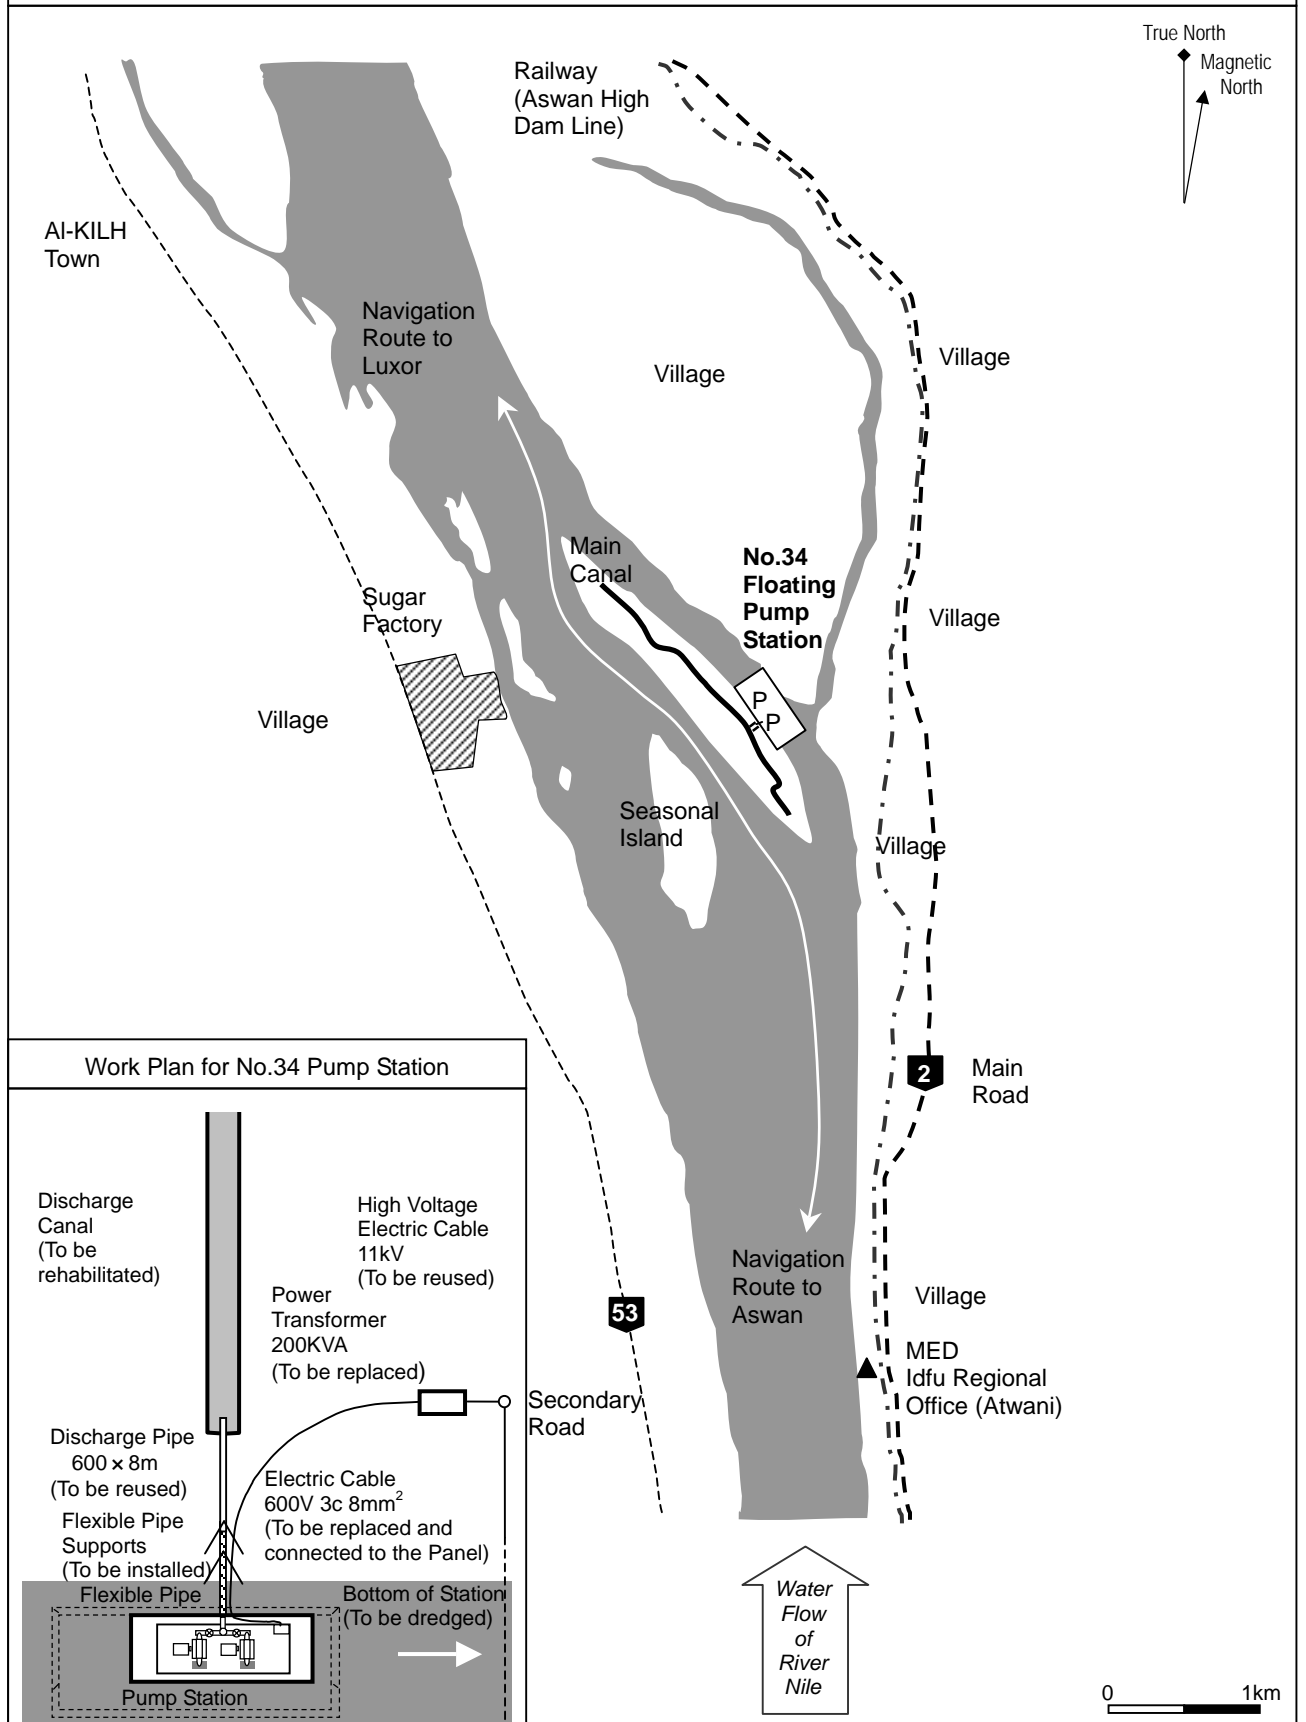 True North
Magnetic
North
Railway
(Aswan High
Dam Line)
Al-KILH
Town
Navigation
Route to
Luxor
Village
Village
Main
Canal
No.34
Floating
Pump
Station
Sugar
Factory
Village
P
P
Village
Seasonal
Island
Village
2
Main
Road
Navigation
Route to
Aswan
Village
53
MED
Idfu Regional
Office (Atwani)
Secondary
Road
Water
Flow
of
River
Nile
0 1km
Work Plan for No.34 Pump Station
Discharge
Canal
(To be
rehabilitated)
High Voltage
Electric Cable
11kV
(To be reused)
Power
Transformer
200KVA
(To be replaced)
Discharge Pipe
600 × 8m
(To be reused)
Electric Cable
600V 3c 8mm²
(To be replaced and
connected to the Panel)
Flexible Pipe
Supports
(To be installed)
Flexible Pipe
Bottom of Station
(To be dredged)
Pump Station